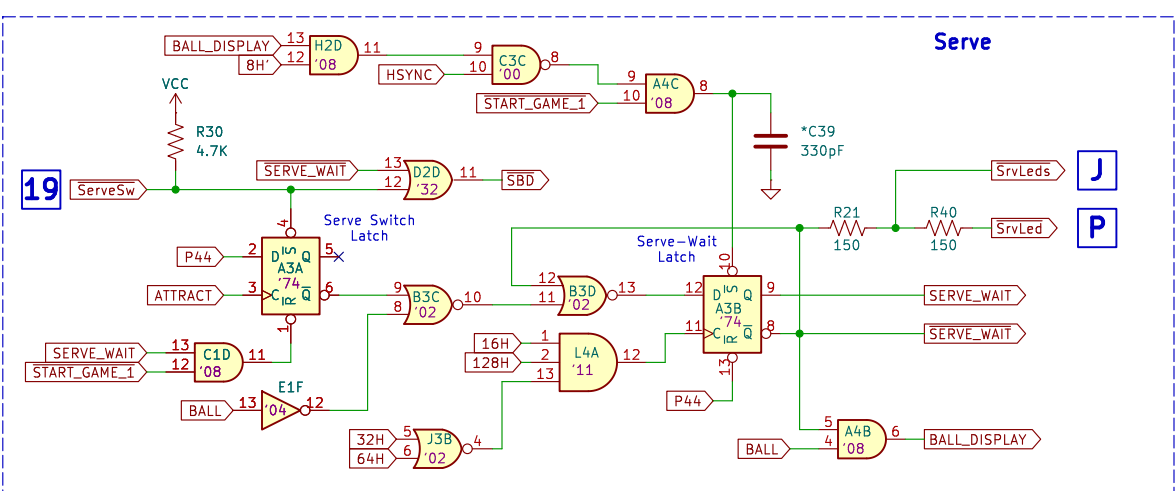 Serve
BALL_DISPLAY 13 H2D 11
8H' 12 '08
9 C3C 8
HSYNC 10 '00
9 A4C 8
START_GAME_1 10 '08
VCC
R30
4.7K
*C39
330pF
SERVE_WAIT 13 D2D 11 SBD
12 '32
19 ServeSw
SrvLeds J
R21 R40
150 150
SrvLed P
4
Serve Switch
Latch
P44 2 D S Q 5
A3A
'74
ATTRACT 3 C R Q 6
1
9 B3C 10
8 '02
Serve-Wait
Latch
12 B3D 13
11 '02
10
12 D S Q 9 SERVE_WAIT
A3B
'74
11 C R Q 8 SERVE_WAIT
13
P44
SERVE_WAIT 13 C1D 11
START_GAME_1 12 '08
16H 1 L4A 12
128H 2 '11
13
E1F
BALL 13 '04 12
32H 5 J3B 4
64H 6 '02
5 A4B 6 BALL_DISPLAY
BALL 4 '08